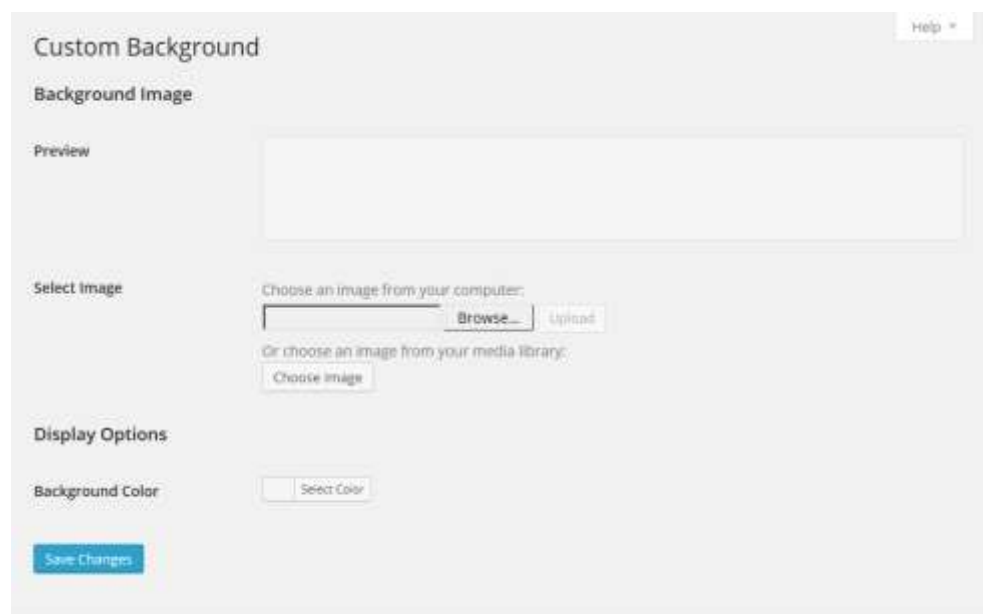 Help
Custom Background
Background Image
Preview
Select Image
Choose an image from your computer:
Browse... Upload
Or choose an image from your media library:
Choose Image
Display Options
Background Color
Select Color
Save Changes